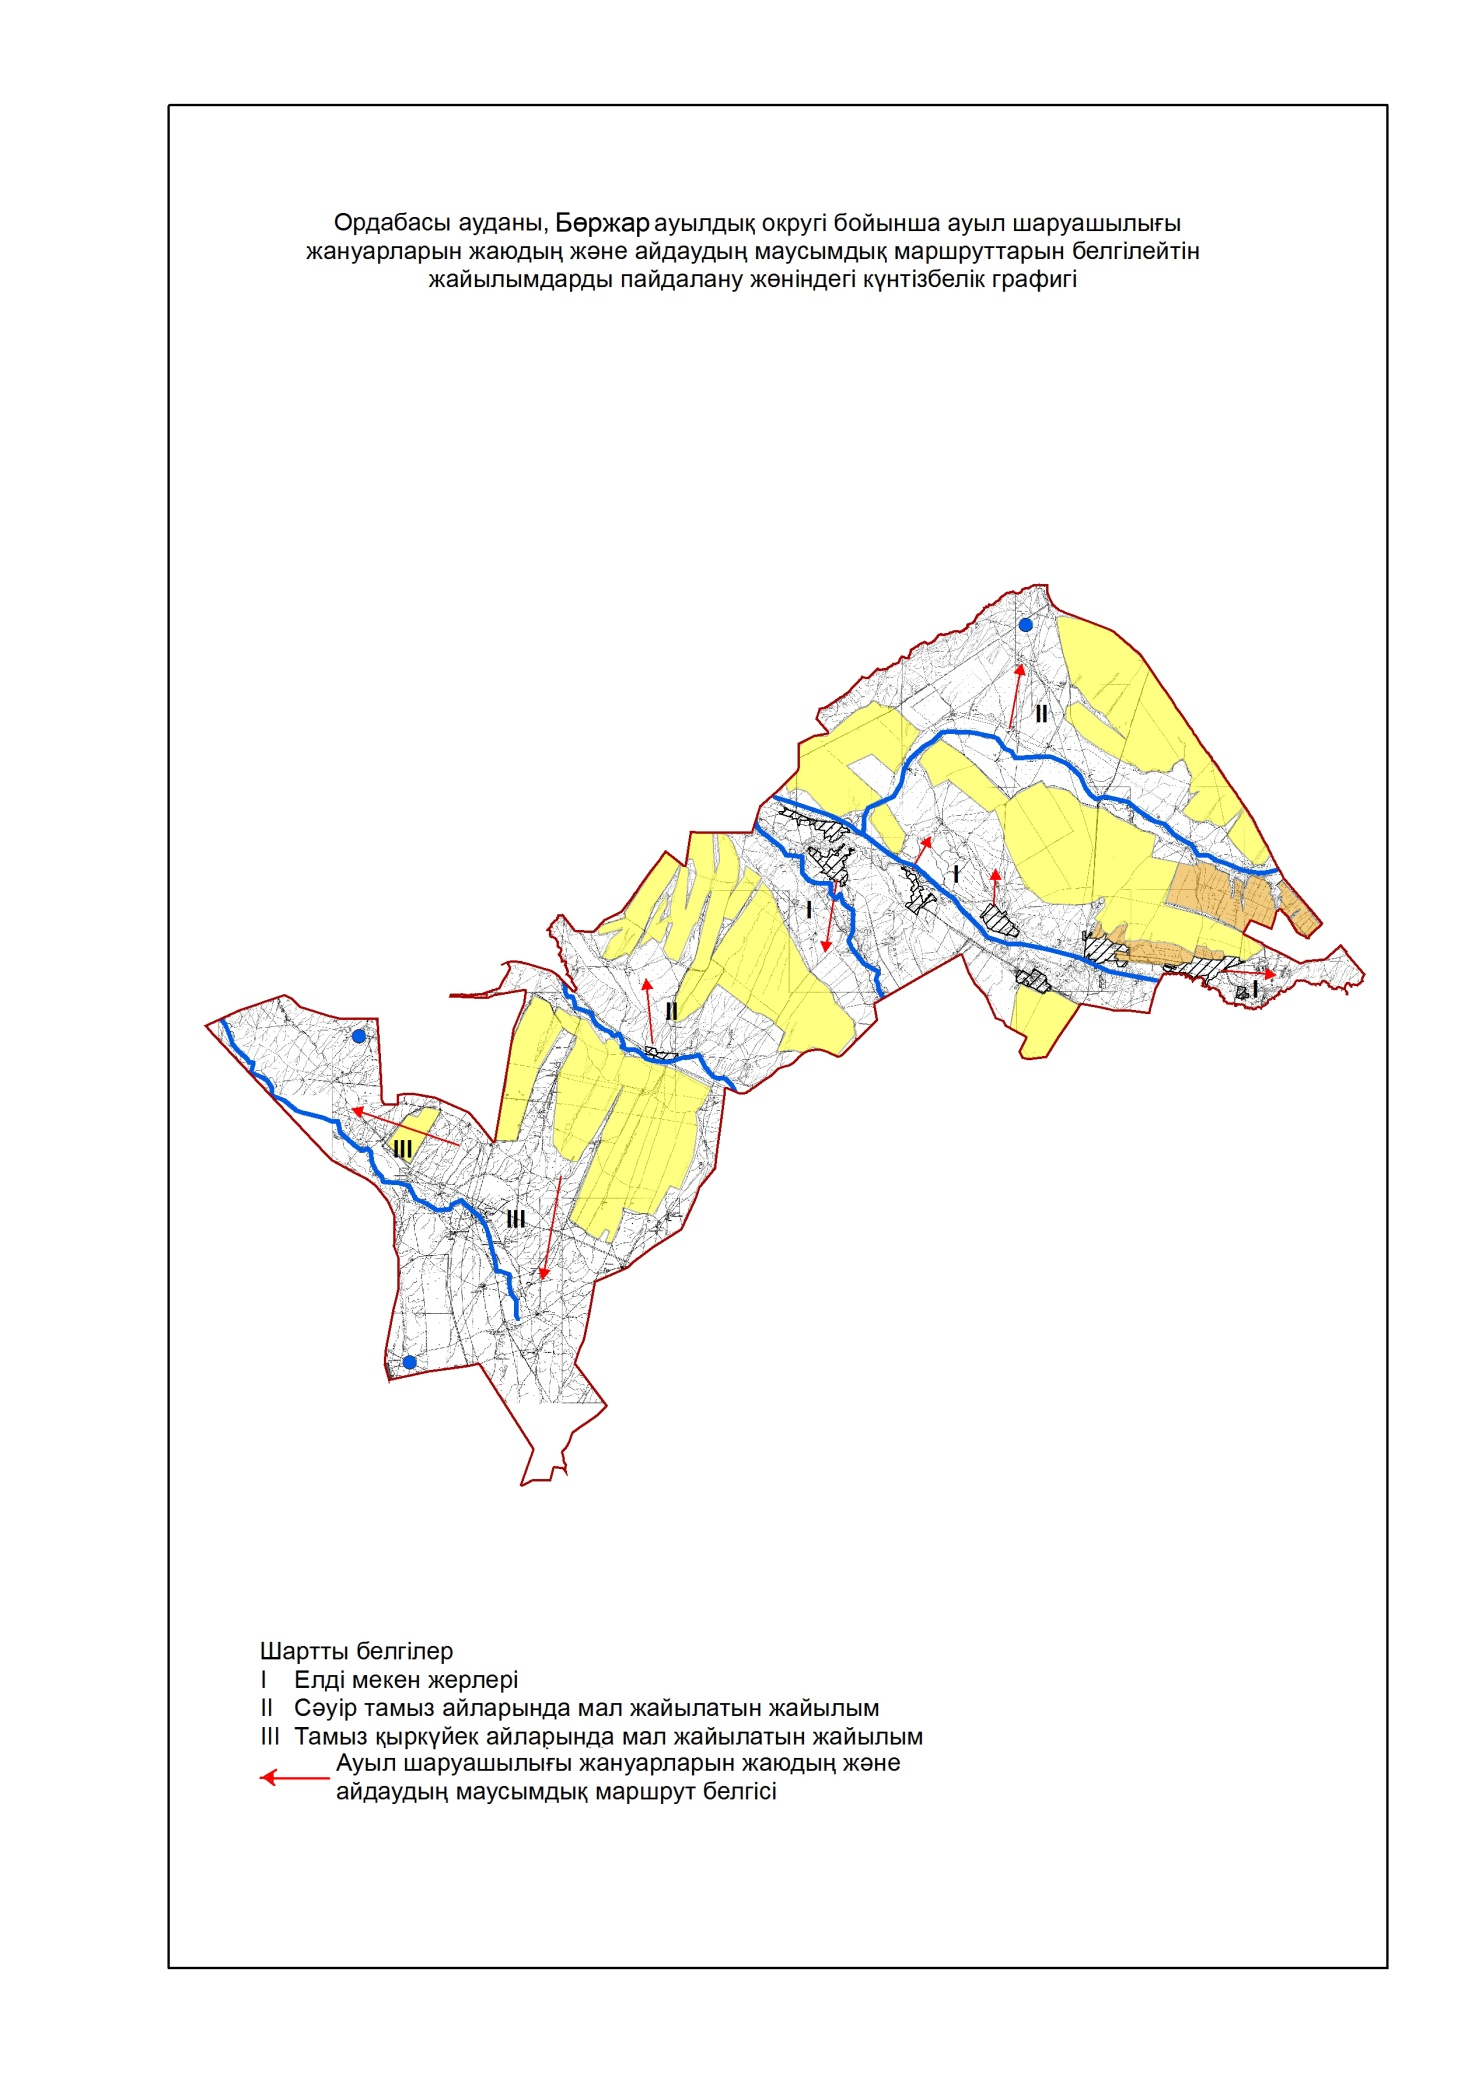 Ордабасы ауданы, Бөржар ауылдық округі бойынша ауыл шаруашылығы
жануарларын жаюдың және айдаудың маусымдық маршруттарын белгілейтін
жайылымдарды пайдалану жөніндегі күнтізбелік графигі
II
I
I
I
II
III
III
Шартты белгілер
I Елді мекен жерлері
II Сәуір тамыз айларында мал жайылатын жайылым
III Тамыз қыркүйек айларында мал жайылатын жайылым
Ауыл шаруашылығы жануарларын жаюдың және
айдаудың маусымдық маршрут белгісі